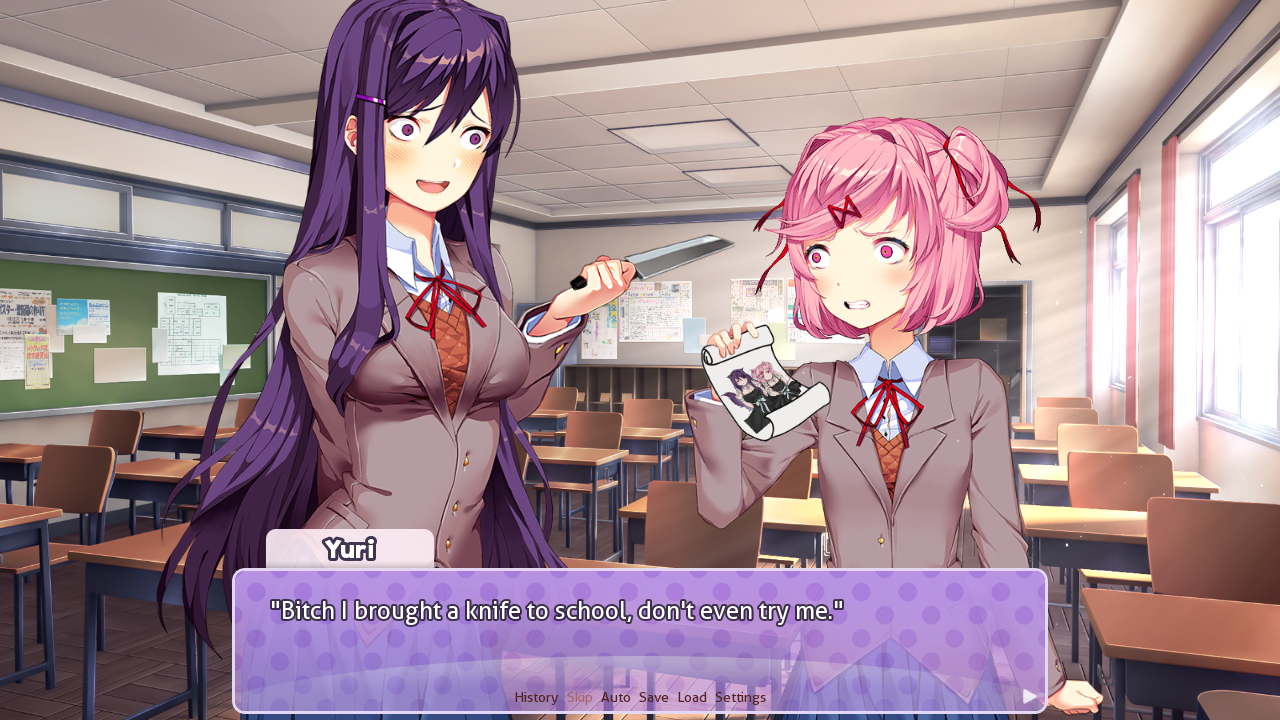 Yuri
"Bitch I brought a knife to school, don't even try me."
History Skip Auto Save Load Settings